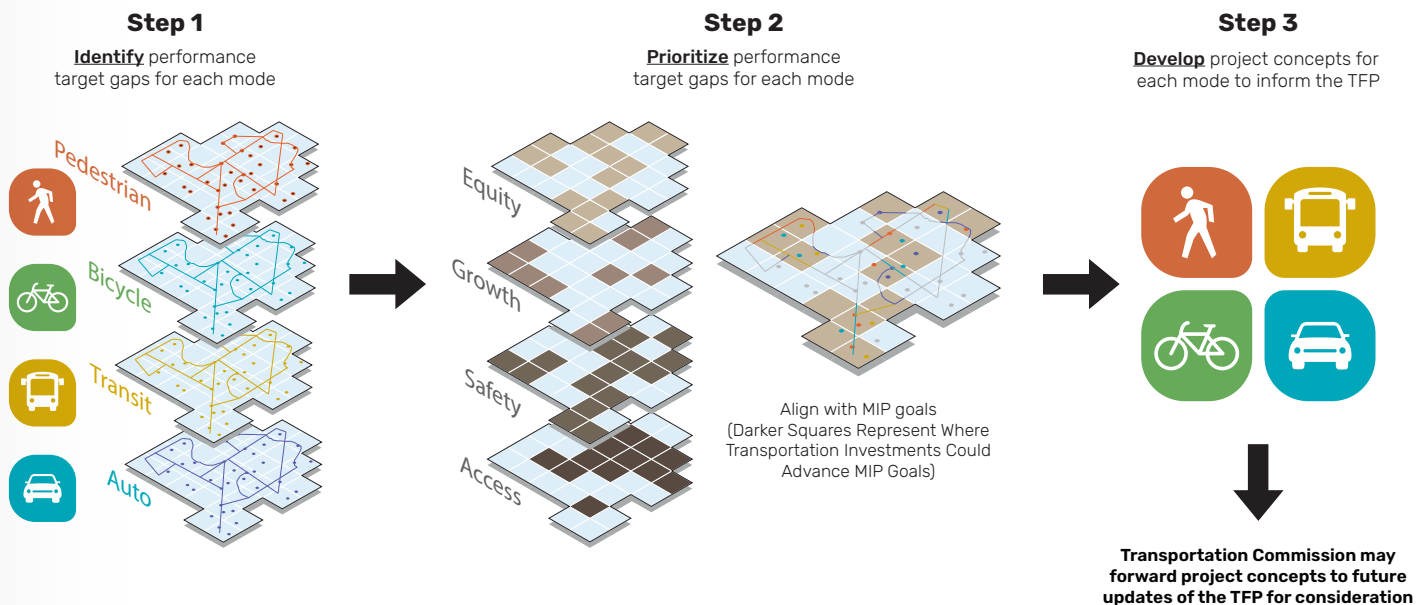 Step 1
Identify performance
target gaps for each mode
Pedestrian
Bicycle
Transit
Auto
Step 2
Prioritize performance
target gaps for each mode
Equity
Growth
Safety
Access
Align with MIP goals
(Darker Squares Represent Where
Transportation Investments Could
Advance MIP Goals)
Step 3
Develop project concepts for
each mode to inform the TFP
Transportation Commission may
forward project concepts to future
updates of the TFP for consideration